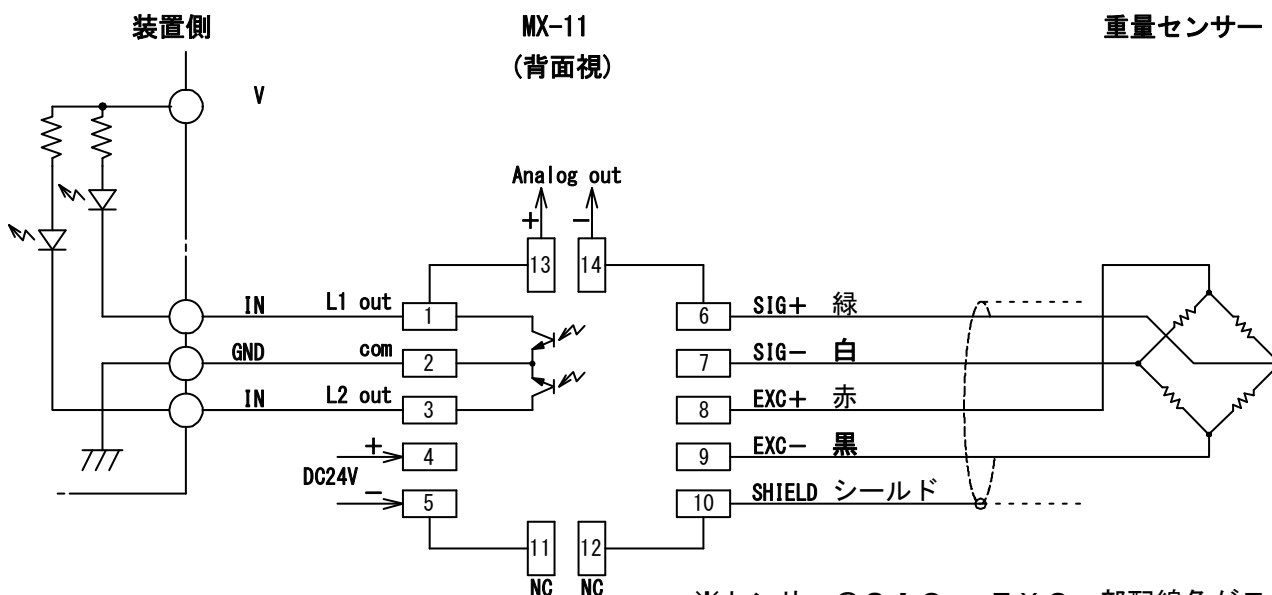 装置側
MX-11
(背面視)
重量センサー
V
Analog out
+
−
13
14
IN
L1 out
1
GND
com
2
IN
L2 out
3
+
4
DC24V
−
5
6
SIG+ 緑
7
SIG− 白
8
EXC+ 赤
9
EXC− 黒
10
SHIELD シールド
11
12
NC
NC